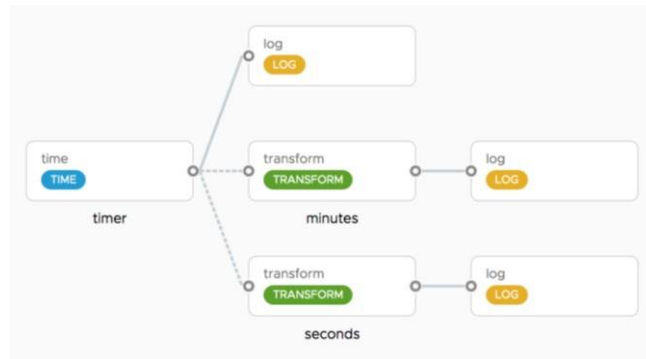 log
LOG
time
TIME
timer
transform
TRANSFORM
minutes
log
LOG
transform
TRANSFORM
seconds
log
LOG